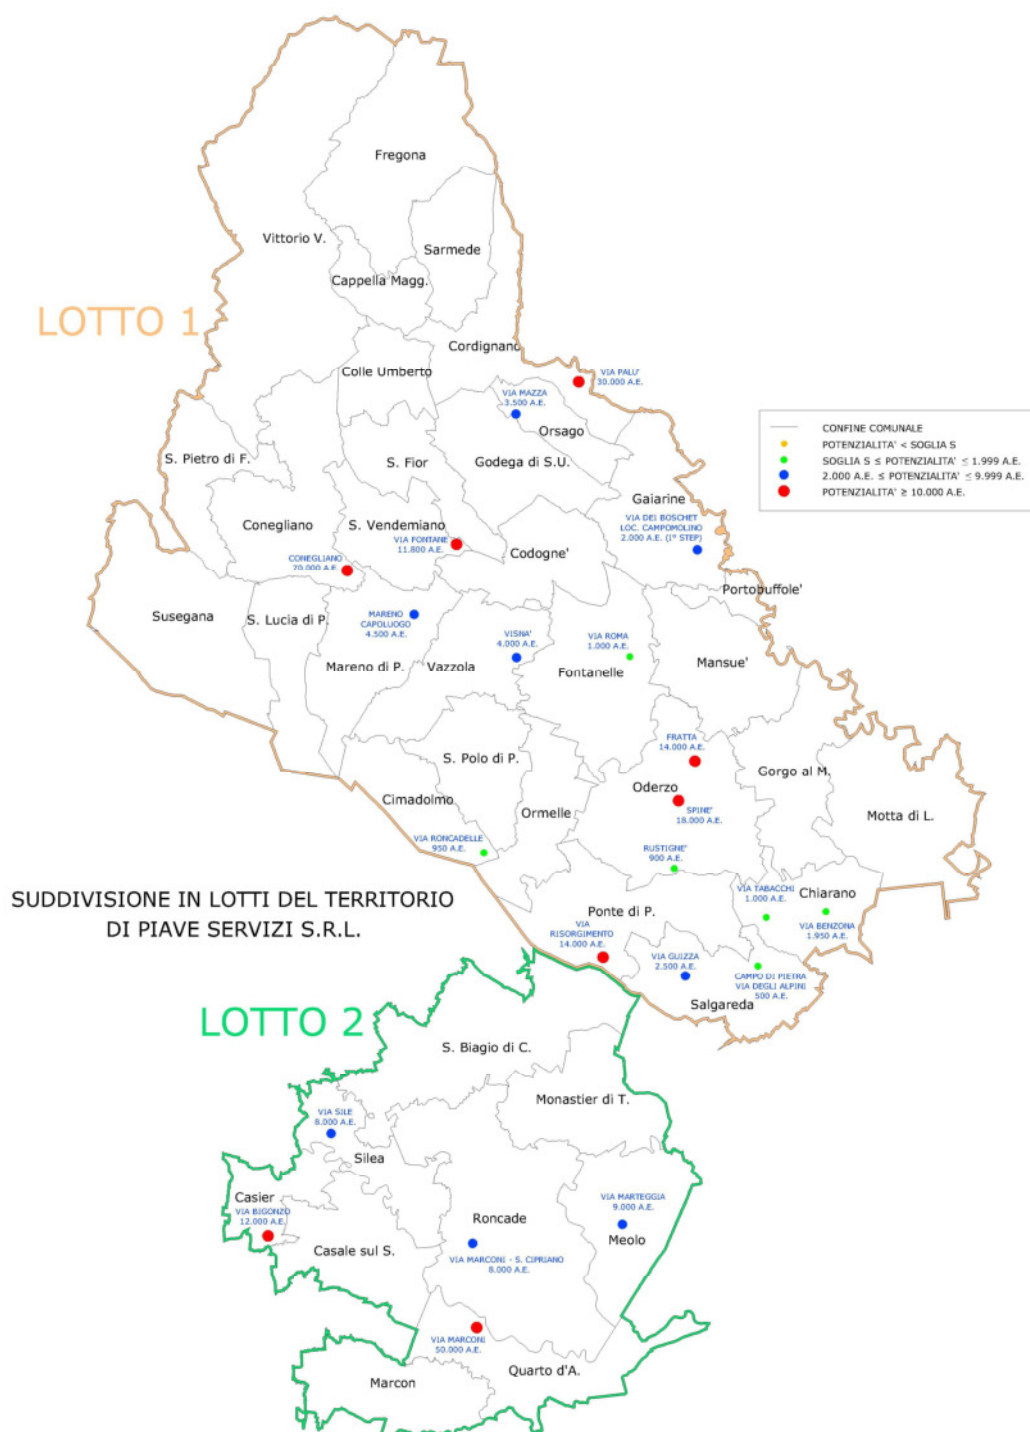 Fregona
Vittorio V.
Sarmede
Cappella Magg.
LOTTO 1
Cordignano
Colle Umberto
VIA PALU'
30.000 A.E.
VIA MAZZA
3.500 A.E.
Orsago
S. Pietro di F.
S. Fior
Godega di S.U.
CONFINE COMUNALE
POTENZIALITA' < SOGLIA S
SOGLIA S ≤ POTENZIALITA' ≤ 1.999 A.E.
2.000 A.E. ≤ POTENZIALITA' ≤ 9.999 A.E.
POTENZIALITA' ≥ 10.000 A.E.
Gaiarine
VIA DEI BOSCHET
LOC. CAMPOMOLINO
2.000 A.E. (I° STEP)
Conegliano
S. Vendemiano
VIA FONTANE
11.800 A.E.
Codogne'
CONEGLIANO
70.000 A.E.
Portobuffole'
Susegana
S. Lucia di P.
MARENO
CAPOLUOGO
4.500 A.E.
Mareno di P.
Vazzola
VISNA'
4.000 A.E.
VIA ROMA
1.000 A.E.
Fontanelle
Mansue'
FRATTA
14.000 A.E.
S. Polo di P.
Gorgo al M.
Cimadolmo
Ormelle
Oderzo
SPINE'
18.000 A.E.
Motta di L.
VIA RONCADELLE
950 A.E.
RUSTIGNE'
900 A.E.
SUDDIVISIONE IN LOTTI DEL TERRITORIO
DI PIAVE SERVIZI S.R.L.
VIA TABACCHI
1.000 A.E.
Chiarano
VIA BENZONA
1.950 A.E.
Ponte di P.
VIA
RISORGIMENTO
14.000 A.E.
VIA GUIZZA
2.500 A.E.
CAMPO DI PIETRA
VIA DEGLI ALPINI
500 A.E.
Salgareda
LOTTO 2
S. Biagio di C.
Monastier di T.
VIA SILE
8.000 A.E.
Silea
Casier
VIA BIGONZO
12.000 A.E.
Casale sul S.
Roncade
VIA MARCONI - S. CIPRIANO
8.000 A.E.
VIA MARTEGGIA
9.000 A.E.
Meolo
VIA MARCONI
50.000 A.E.
Quarto d'A.
Marcon